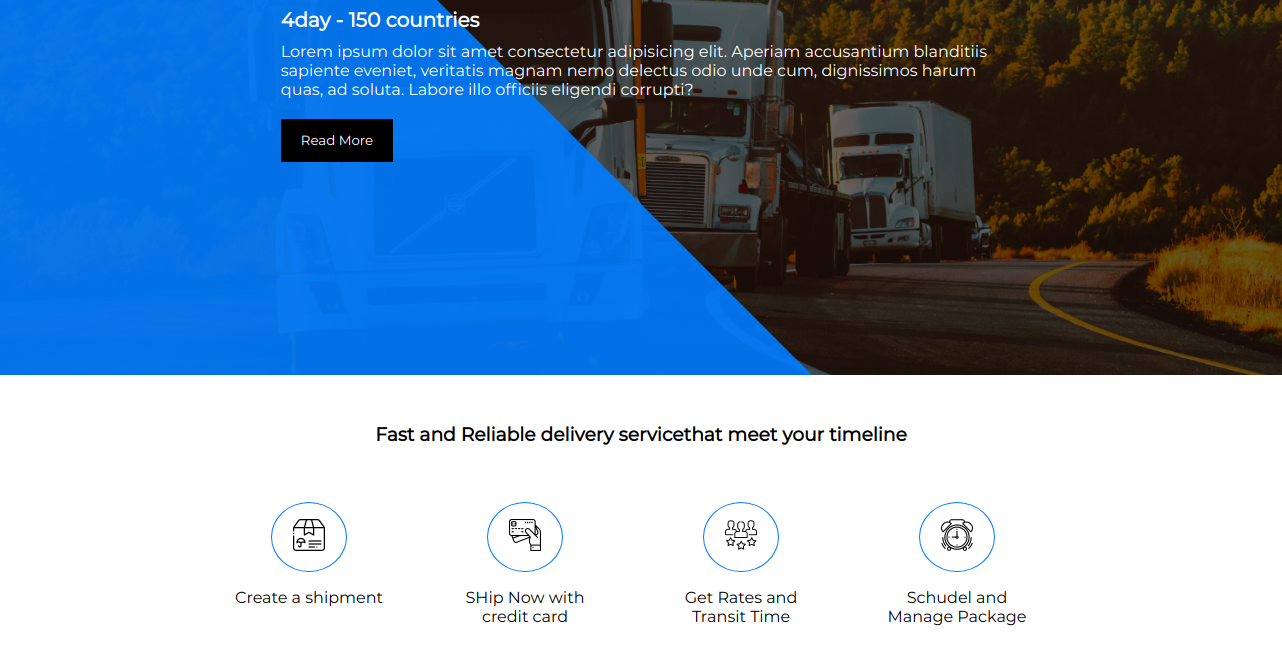 4day - 150 countries
Lorem ipsum dolor sit amet consectetur adipisicing elit. Aperiam accusantium blanditiis
sapiente eveniet, veritatis magnam nemo delectus odio unde cum, dignissimos harum
quas, ad soluta. Labore illo officiis eligendi corrupti?
Read More
Fast and Reliable delivery servicethat meet your timeline
Create a shipment
SHip Now with
credit card
Get Rates and
Transit Time
Schudel and
Manage Package